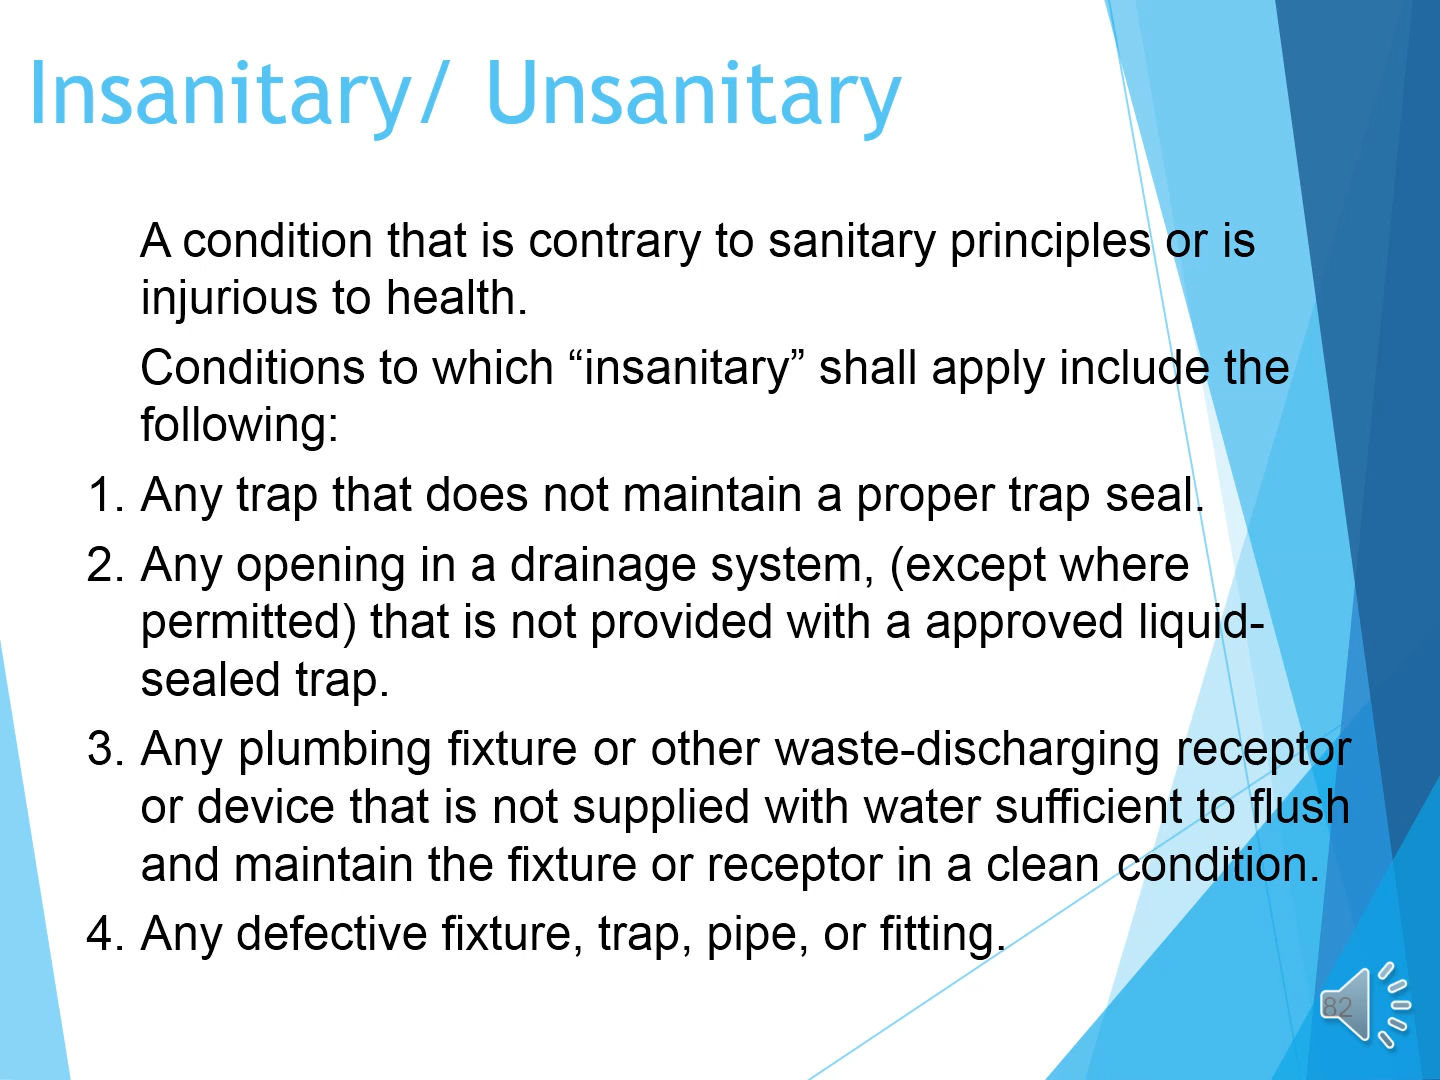 Insanitary/ Unsanitary
A condition that is contrary to sanitary principles or is
injurious to health.
Conditions to which “insanitary” shall apply include the
following:
1. Any trap that does not maintain a proper trap seal.
2. Any opening in a drainage system, (except where
permitted) that is not provided with a approved liquid-
sealed trap.
3. Any plumbing fixture or other waste-discharging receptor
or device that is not supplied with water sufficient to flush
and maintain the fixture or receptor in a clean condition.
4. Any defective fixture, trap, pipe, or fitting.
82